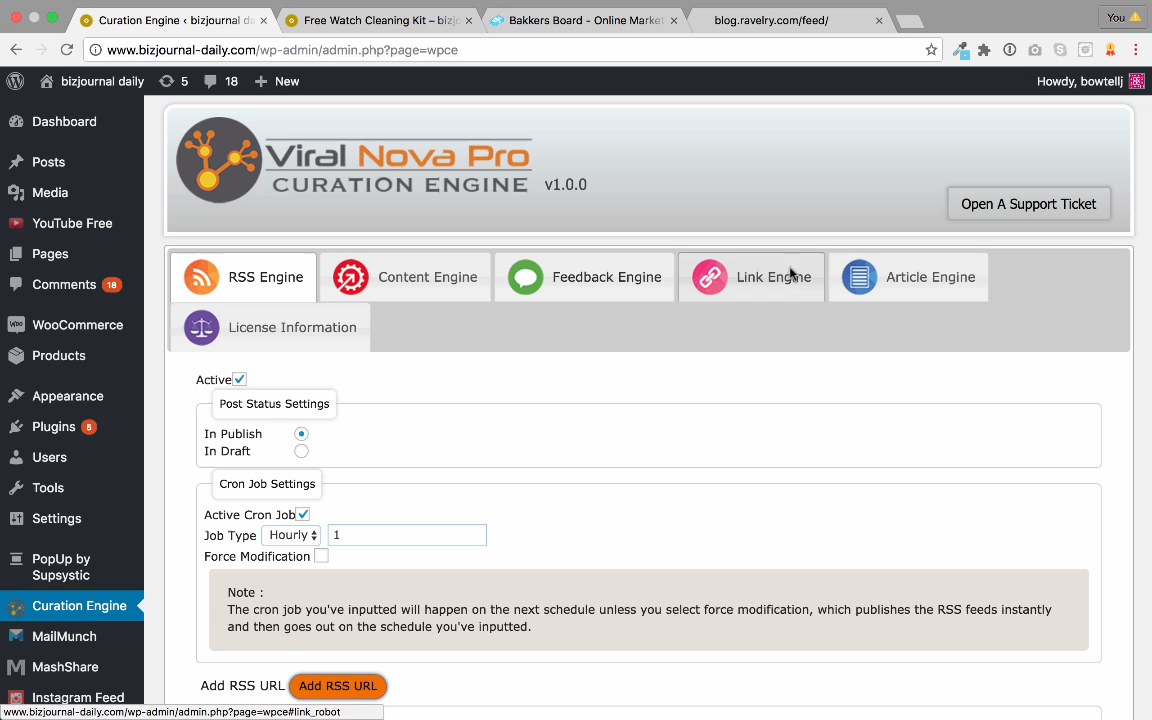 Curation Engine ‹ bizjournal da
Free Watch Cleaning Kit – bizjo
Bakkers Board - Online Market
blog.ravelry.com/feed/
You
www.bizjournal-daily.com/wp-admin/admin.php?page=wpce
bizjournal daily
5
18
New
Howdy, bowtellj
Dashboard
Posts
Media
YouTube Free
Pages
Comments 18
WooCommerce
Products
Appearance
Plugins 5
Users
Tools
Settings
PopUp by
Supsystic
Curation Engine
MailMunch
MashShare
Instagram Feed
Viral Nova Pro
CURATION ENGINE
v1.0.0
Open A Support Ticket
RSS Engine
Content Engine
Feedback Engine
Link Engine
Article Engine
License Information
Active
Post Status Settings
In Publish
In Draft
Cron Job Settings
Active Cron Job
Job Type Hourly 1
Force Modification
Note :
The cron job you've inputted will happen on the next schedule unless you select force modification, which publishes the RSS feeds instantly
and then goes out on the schedule you've inputted.
Add RSS URL Add RSS URL
www.bizjournal-daily.com/wp-admin/admin.php?page=wpce#link_robot